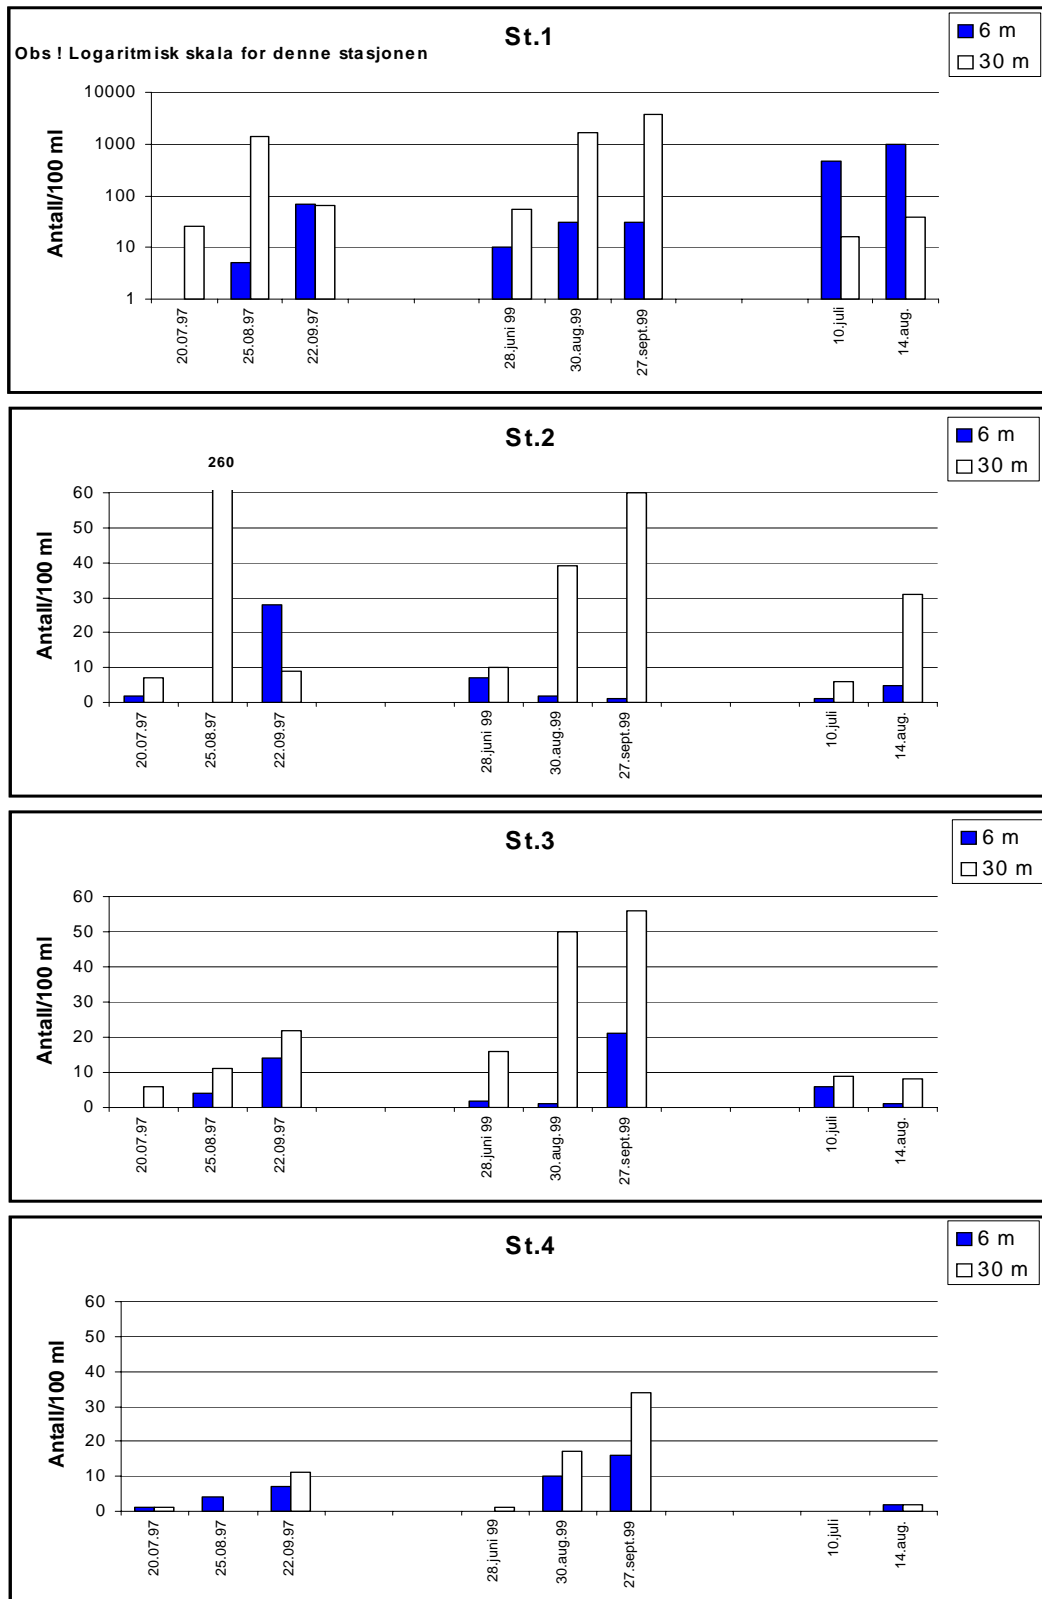 St.1
Obs ! Logaritmisk skala for denne stasjonen
6 m
30 m
Antall/100 ml
10000
1000
100
10
1
20.07.97
25.08.97
22.09.97
28.juni 99
30.aug.99
27.sept.99
10.juli
14.aug.
St.2
6 m
30 m
260
Antall/100 ml
60
50
40
30
20
10
0
20.07.97
25.08.97
22.09.97
28.juni 99
30.aug.99
27.sept.99
10.juli
14.aug.
St.3
6 m
30 m
Antall/100 ml
60
50
40
30
20
10
0
20.07.97
25.08.97
22.09.97
28.juni 99
30.aug.99
27.sept.99
10.juli
14.aug.
St.4
6 m
30 m
Antall/100 ml
60
50
40
30
20
10
0
20.07.97
25.08.97
22.09.97
28.juni 99
30.aug.99
27.sept.99
10.juli
14.aug.